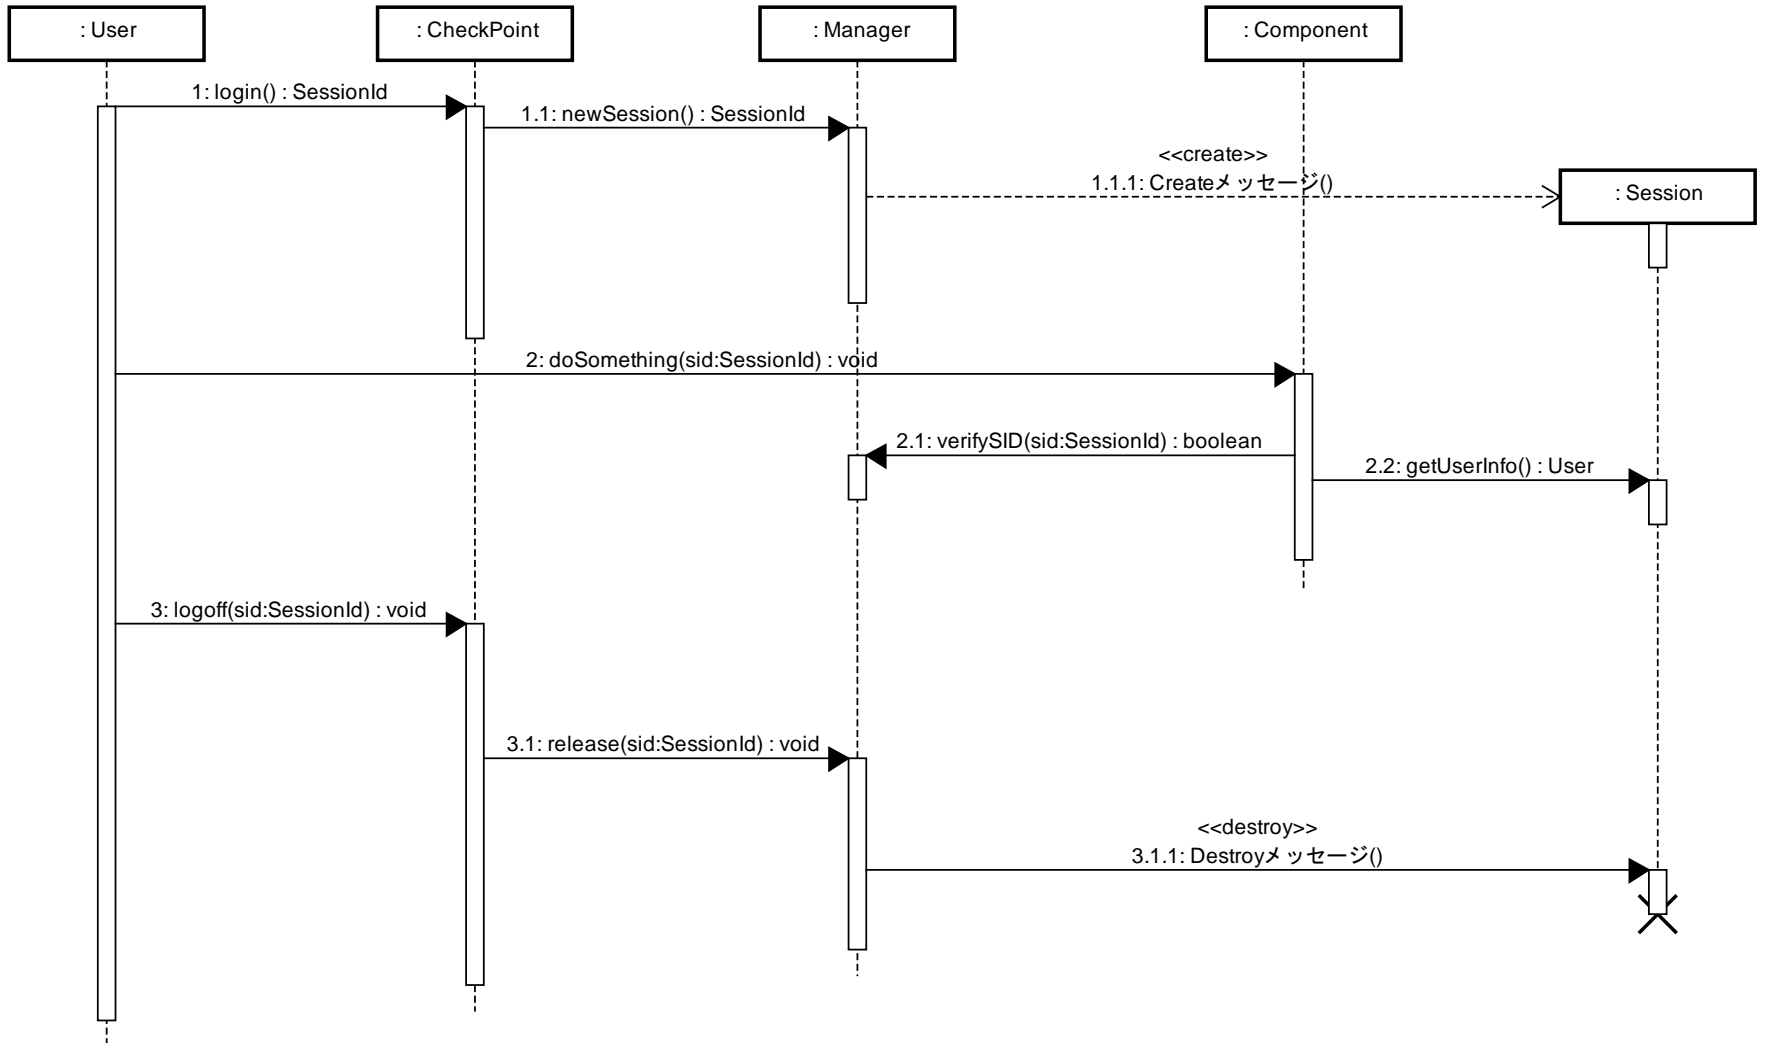 : User
: CheckPoint
: Manager
: Component
1: login() : SessionId
1.1: newSession() : SessionId
<<create>>
1.1.1: Createメッセージ()
: Session
2: doSomething(sid:SessionId) : void
2.1: verifySID(sid:SessionId) : boolean
2.2: getUserInfo() : User
3: logoff(sid:SessionId) : void
3.1: release(sid:SessionId) : void
<<destroy>>
3.1.1: Destroyメッセージ()